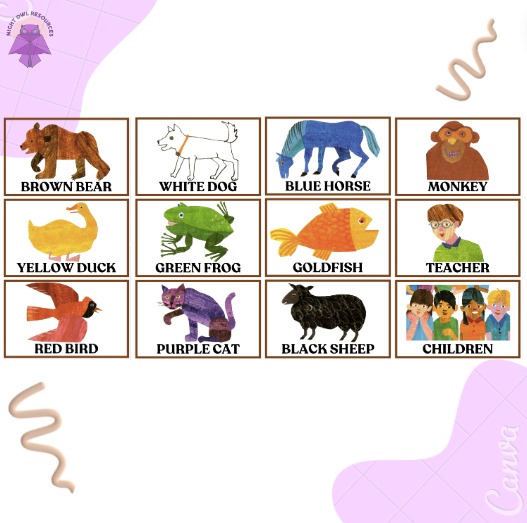 NIGHT OWL RESOURCES
BROWN BEAR
WHITE DOG
BLUE HORSE
MONKEY
YELLOW DUCK
GREEN FROG
GOLDFISH
TEACHER
RED BIRD
PURPLE CAT
BLACK SHEEP
CHILDREN
Canva